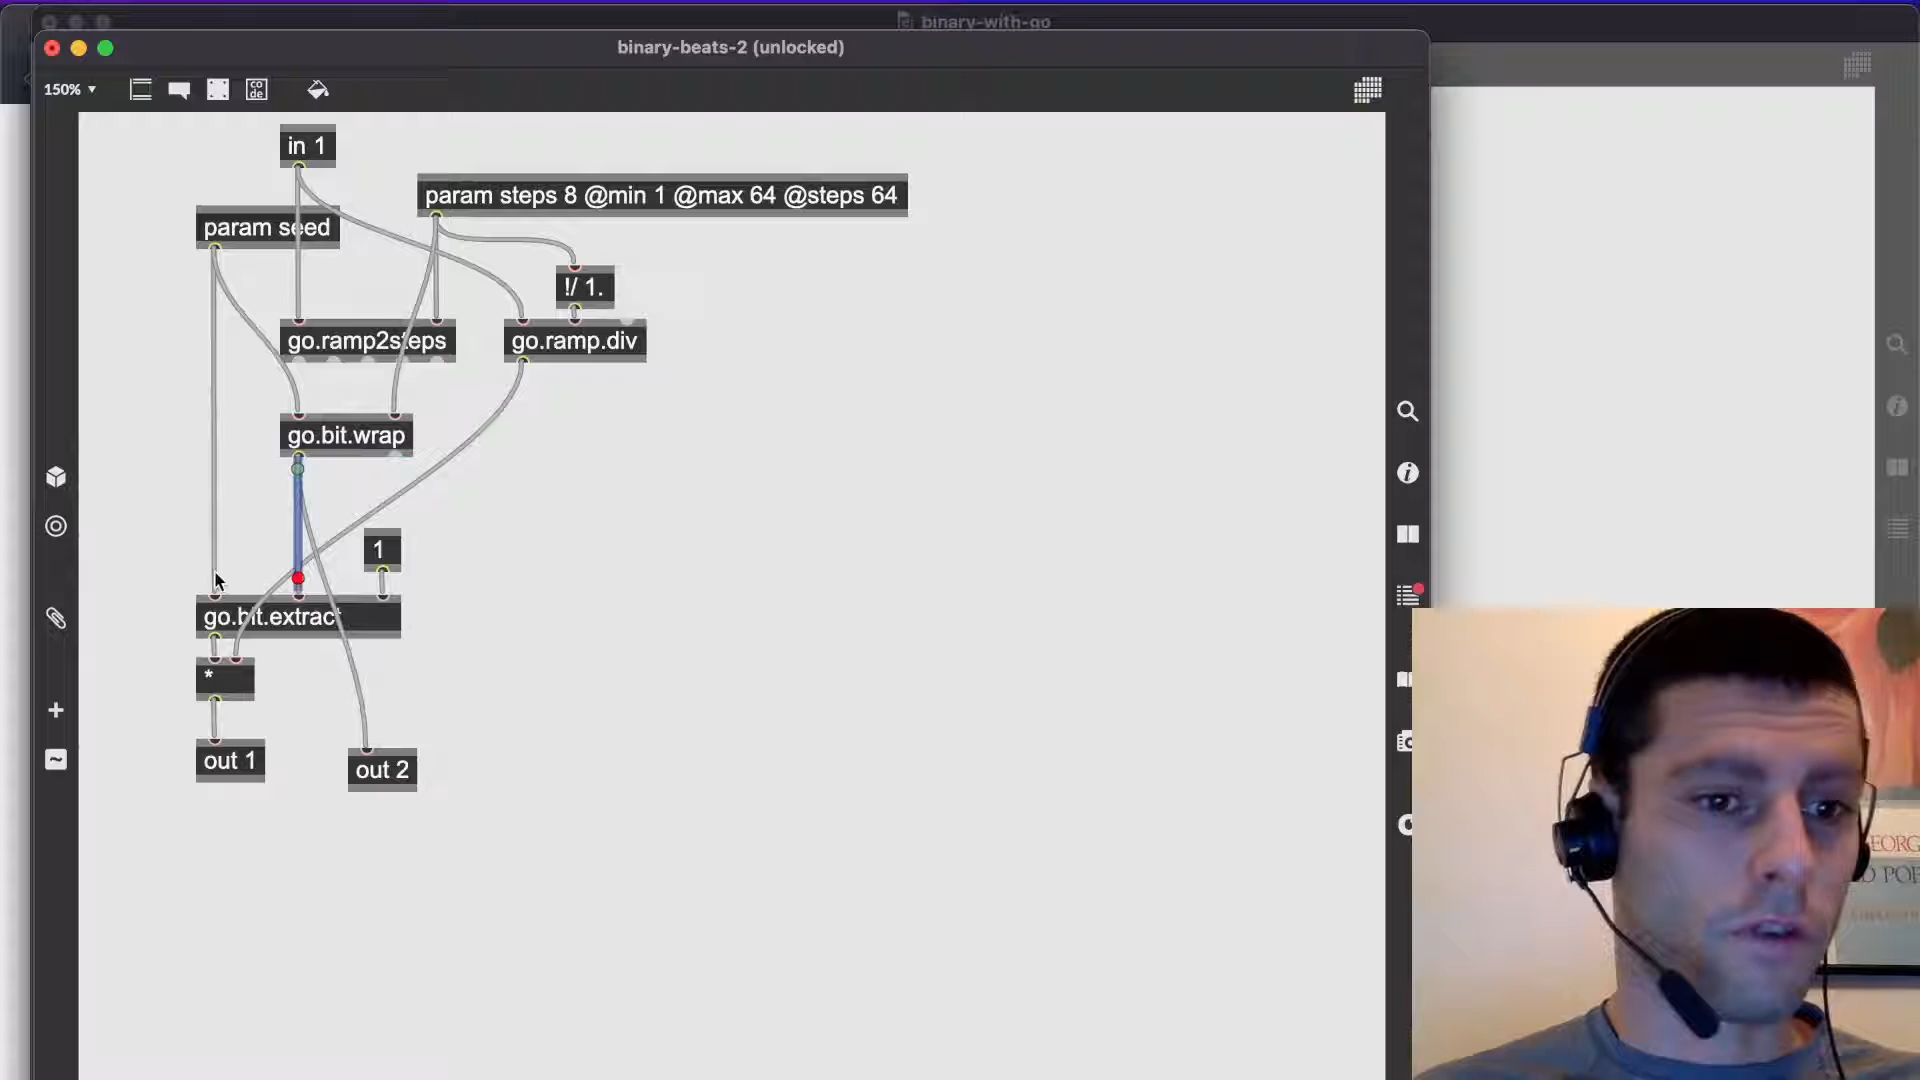 binary-with-go
binary-beats-2 (unlocked)
150%
co
de
in 1
param steps 8 @min 1 @max 64 @steps 64
param seed
!/ 1.
go.ramp2steps
go.ramp.div
go.bit.wrap
1
go.bit.extract
*
out 1
out 2